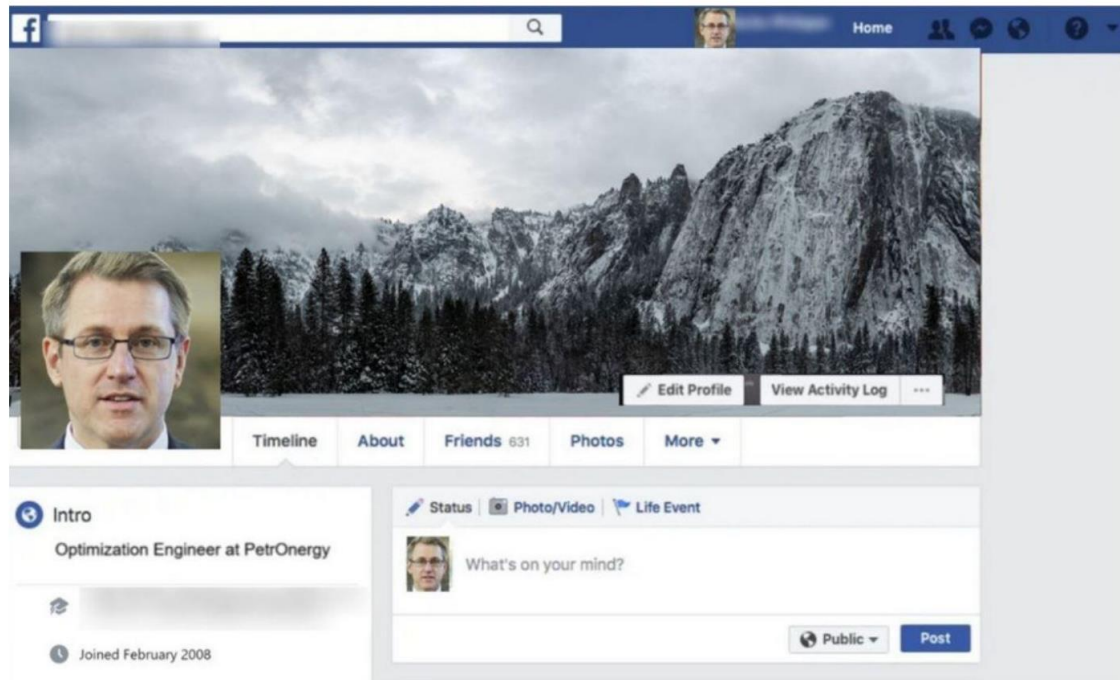 f
Home
Edit Profile
View Activity Log
Timeline
About
Friends 631
Photos
More
Intro
Optimization Engineer at PetrOnergy
Joined February 2008
Status
Photo/Video
Life Event
What's on your mind?
Public
Post